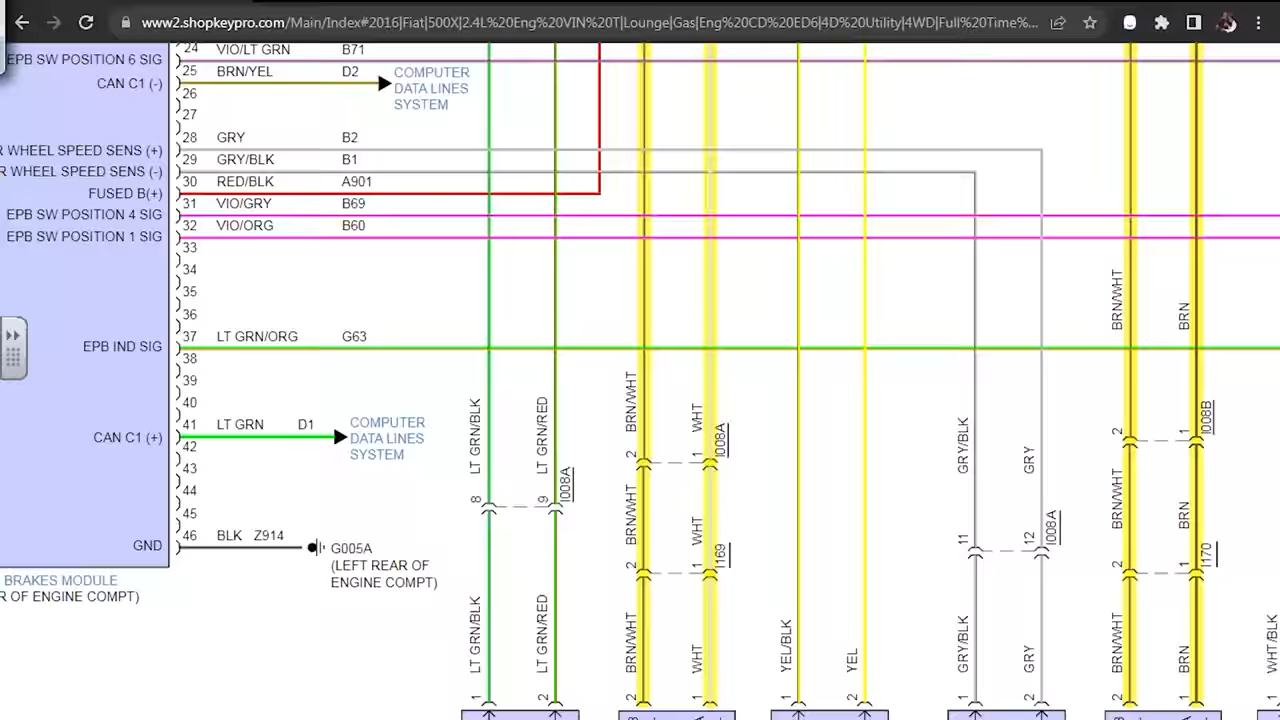 www2.shopkeypro.com/Main/Index#2016|Fiat|500X|2.4L%20Eng%20VIN%20T|Lounge|Gas|Eng%20CD%20ED6|4D%20Utility|4WD|Full%20Time%...
24 VIO/LT GRN B71
EPB SW POSITION 6 SIG
25 BRN/YEL D2
CAN C1 (-)
COMPUTER
DATA LINES
SYSTEM
26
27
28 GRY B2
R WHEEL SPEED SENS (+)
29 GRY/BLK B1
R WHEEL SPEED SENS (-)
30 RED/BLK A901
FUSED B(+)
31 VIO/GRY B69
EPB SW POSITION 4 SIG
32 VIO/ORG B60
EPB SW POSITION 1 SIG
33
34
35
36
37 LT GRN/ORG G63
EPB IND SIG
38
39
40
41 LT GRN D1
CAN C1 (+)
COMPUTER
DATA LINES
SYSTEM
42
43
44
45
46 BLK Z914
GND
G005A
(LEFT REAR OF
ENGINE COMPT)
BRAKES MODULE
R OF ENGINE COMPT)
LT GRN/BLK
LT GRN/RED
8
9
I008A
LT GRN/BLK
LT GRN/RED
1
2
BRN/WHT
WHT
2
1
I008A
BRN/WHT
WHT
2
1
I169
BRN/WHT
WHT
2
1
YEL/BLK
YEL
1
2
GRY/BLK
GRY
11
12
I008A
GRY/BLK
GRY
1
2
BRN/WHT
BRN
2
1
I008B
BRN/WHT
BRN
2
1
I170
BRN/WHT
BRN
2
1
WHT/BLK
1